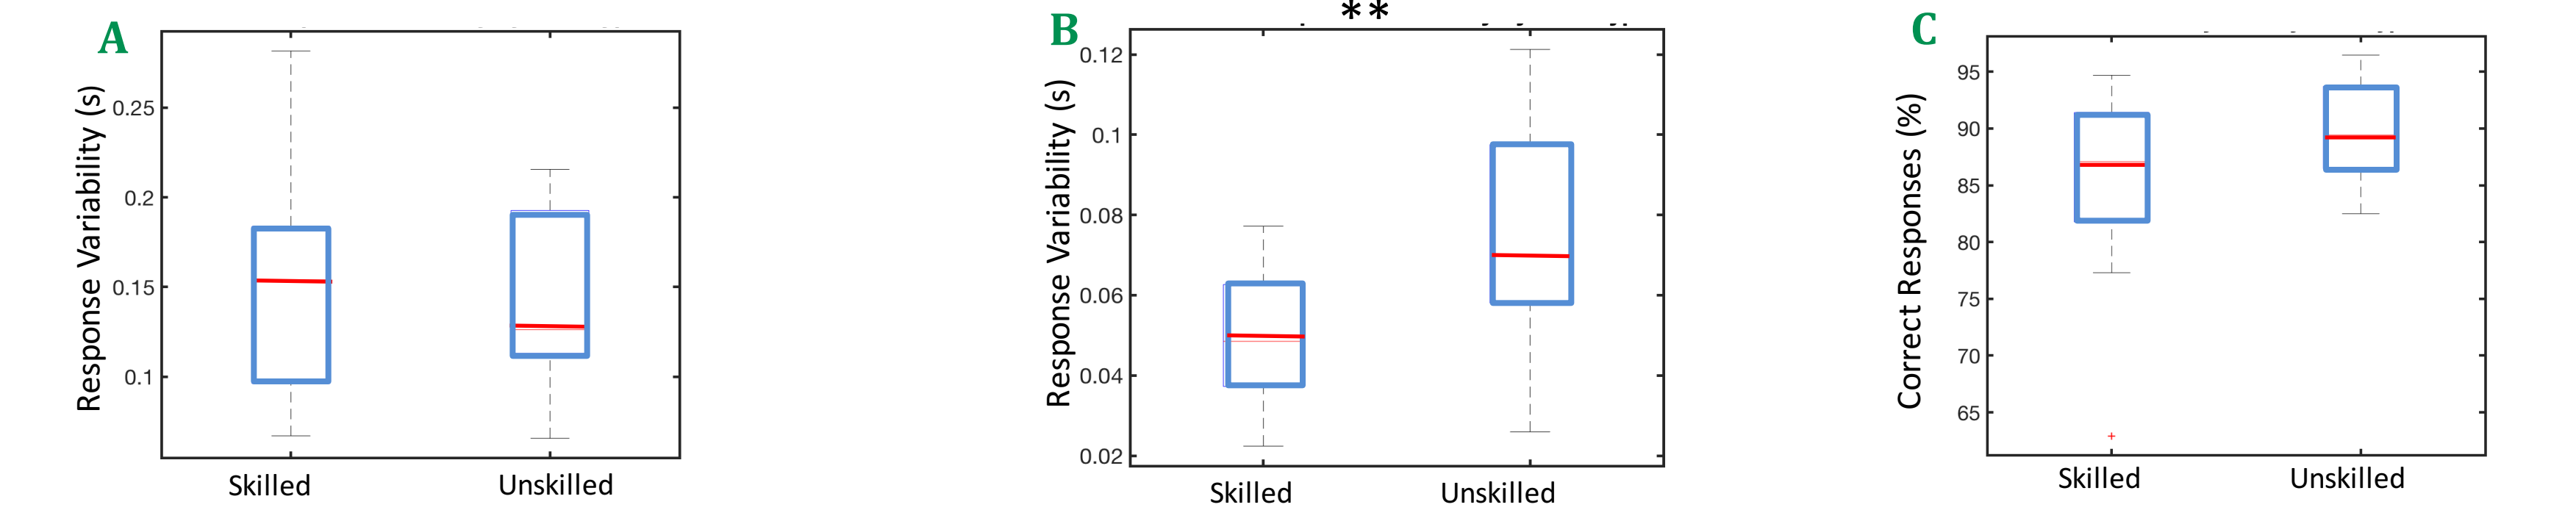 A
Response Variability (s)
0.25
0.2
0.15
0.1
Skilled
Unskilled
B
**
Response Variability (s)
0.12
0.1
0.08
0.06
0.04
0.02
Skilled
Unskilled
C
Correct Responses (%)
95
90
85
80
75
70
65
Skilled
Unskilled